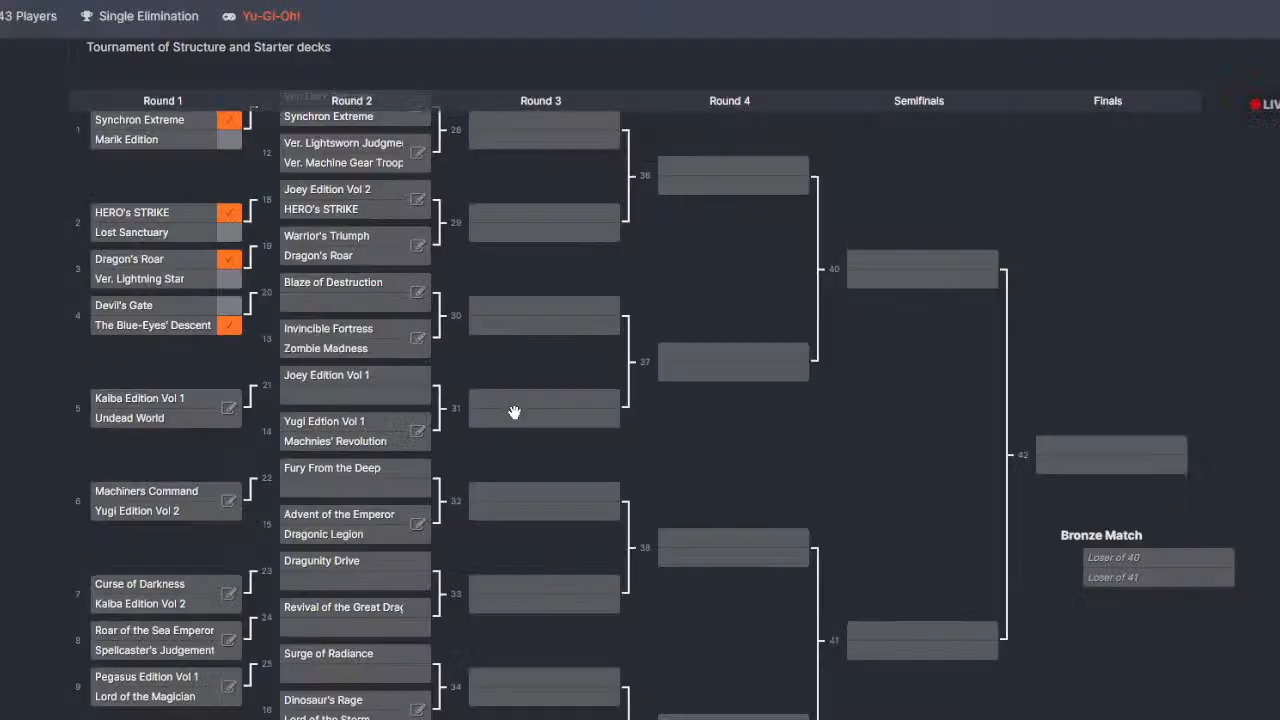 43 Players Single Elimination Yu-Gi-Oh!
Tournament of Structure and Starter decks
Round 1 Round 2 Round 3 Round 4 Semifinals Finals
LIV
1
Synchron Extreme
Marik Edition
2
HERO's STRIKE
Lost Sanctuary
3
Dragon's Roar
Ver. Lightning Star
4
Devil's Gate
The Blue-Eyes' Descent
5
Kaiba Edition Vol 1
Undead World
6
Machiners Command
Yugi Edition Vol 2
7
Curse of Darkness
Kaiba Edition Vol 2
8
Roar of the Sea Emperor
Spellcaster's Judgement
9
Pegasus Edition Vol 1
Lord of the Magician
Synchron Extreme
12
Ver. Lightsworn Judgme
Ver. Machine Gear Troop
18
Joey Edition Vol 2
HERO's STRIKE
19
Warrior's Triumph
Dragon's Roar
20
Blaze of Destruction
13
Invincible Fortress
Zombie Madness
21
Joey Edition Vol 1
14
Yugi Edtion Vol 1
Machnies' Revolution
22
Fury From the Deep
15
Advent of the Emperor
Dragonic Legion
23
Dragunity Drive
24
Revival of the Great Drag
25
Surge of Radiance
16
Dinosaur's Rage
Lord of the Storm
28
29
30
31
32
33
34
36
37
38
40
41
42
Bronze Match
Loser of 40
Loser of 41